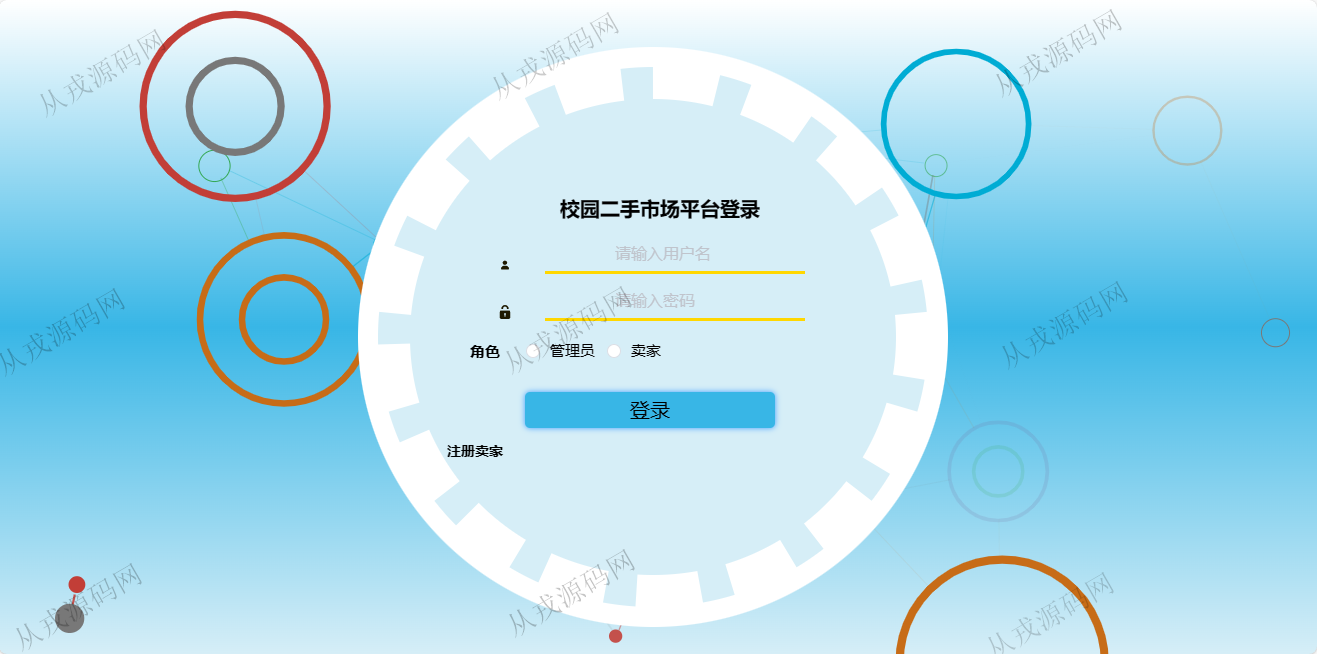 从戎源码网
从戎源码网
从戎源码网
校园二手市场平台登录
请输入用户名
请输入密码
从戎源码网
从戎源码网
从戎源码网
角色 管理员 卖家
登录
注册卖家
从戎源码网
从戎源码网
从戎源码网